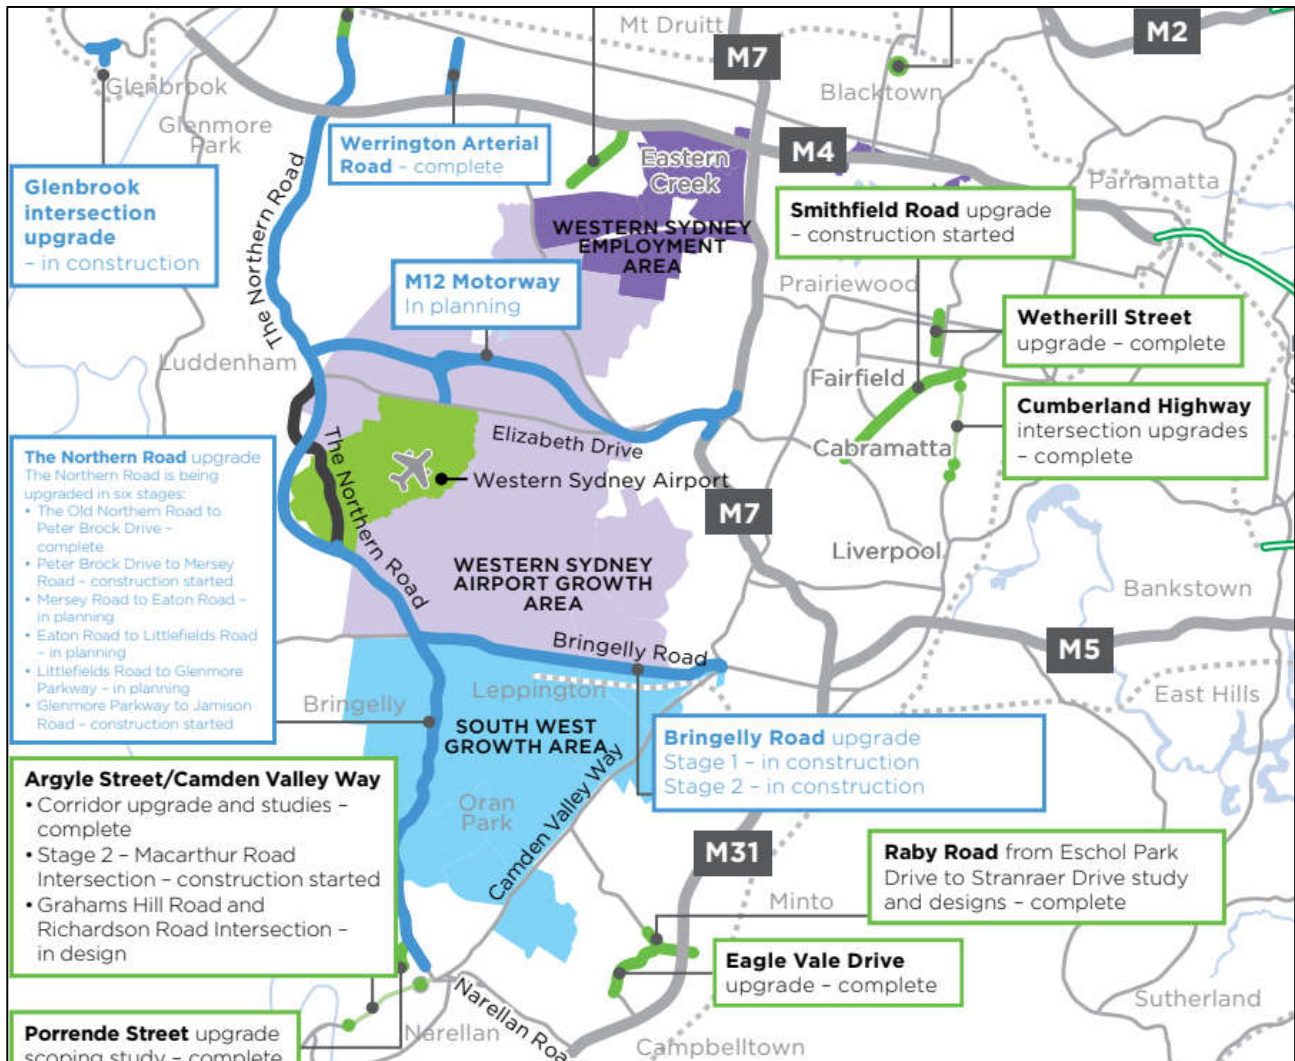 Mt Druitt
M2
M7
Glenbrook
Blacktown
Glenmore
Park
Werrington Arterial
Road – complete
Eastern
Creek
M4
Parramatta
Glenbrook
intersection
upgrade
– in construction
The Northern Road
WESTERN SYDNEY
EMPLOYMENT
AREA
Smithfield Road upgrade
– construction started
M12 Motorway
In planning
Prairiewood
Wetherill Street
upgrade – complete
Luddenham
Fairfield
Cumberland Highway
intersection upgrades
– complete
Elizabeth Drive
Cabramatta
The Northern Road upgrade
The Northern Road is being
upgraded in six stages:
• The Old Northern Road to
Peter Brock Drive –
complete
• Peter Brock Drive to Mersey
Road – construction started
• Mersey Road to Eaton Road –
in planning
• Eaton Road to Littlefields Road
– in planning
• Littlefields Road to Glenmore
Parkway – in planning
• Glenmore Parkway to Jamison
Road – construction started
The Northern Road
Western Sydney Airport
M7
Liverpool
WESTERN SYDNEY
AIRPORT GROWTH
AREA
Bankstown
Bringelly Road
M5
Leppington
Bringelly
East Hills
SOUTH WEST
GROWTH AREA
Bringelly Road upgrade
Stage 1 – in construction
Stage 2 – in construction
Argyle Street/Camden Valley Way
• Corridor upgrade and studies –
complete
• Stage 2 – Macarthur Road
Intersection – construction started
• Grahams Hill Road and
Richardson Road Intersection –
in design
Oran
Park
Camden Valley Way
M31
Raby Road from Eschol Park
Drive to Stranraer Drive study
and designs – complete
Minto
Eagle Vale Drive
upgrade – complete
Sutherland
Narellan Roa
Porrende Street upgrade
scoping study – complete
Narellan
Campbelltown